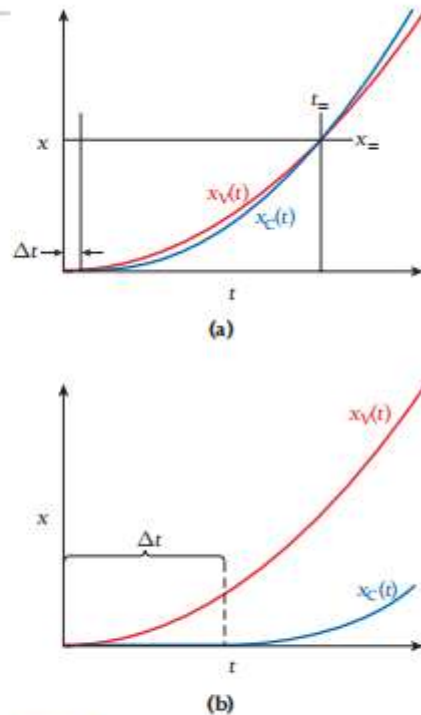 t=
x
x=
xV(t)
xC(t)
Δt
t
(a)
xV(t)
Δt
x
xC(t)
t
(b)